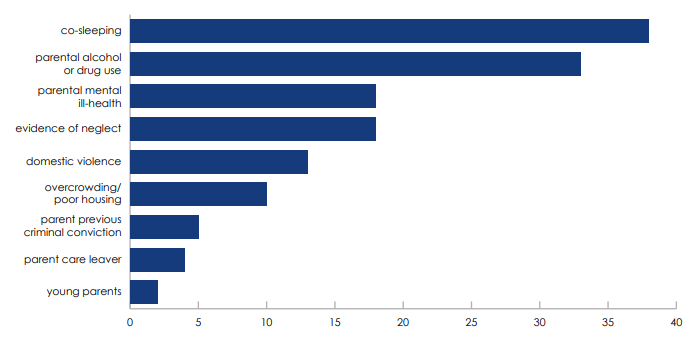 co-sleeping
parental alcohol
or drug use
parental mental
ill-health
evidence of neglect
domestic violence
overcrowding/
poor housing
parent previous
criminal conviction
parent care leaver
young parents
0 5 10 15 20 25 30 35 40